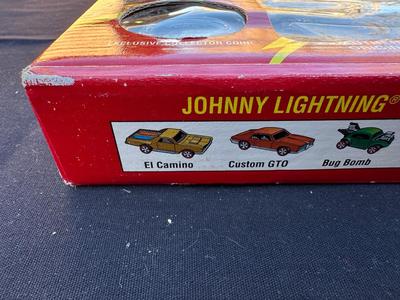 EXCLUSIVE COLLECTOR COIN!
JOHNNY LIGHTNING®
El Camino
Custom GTO
Bug Bomb